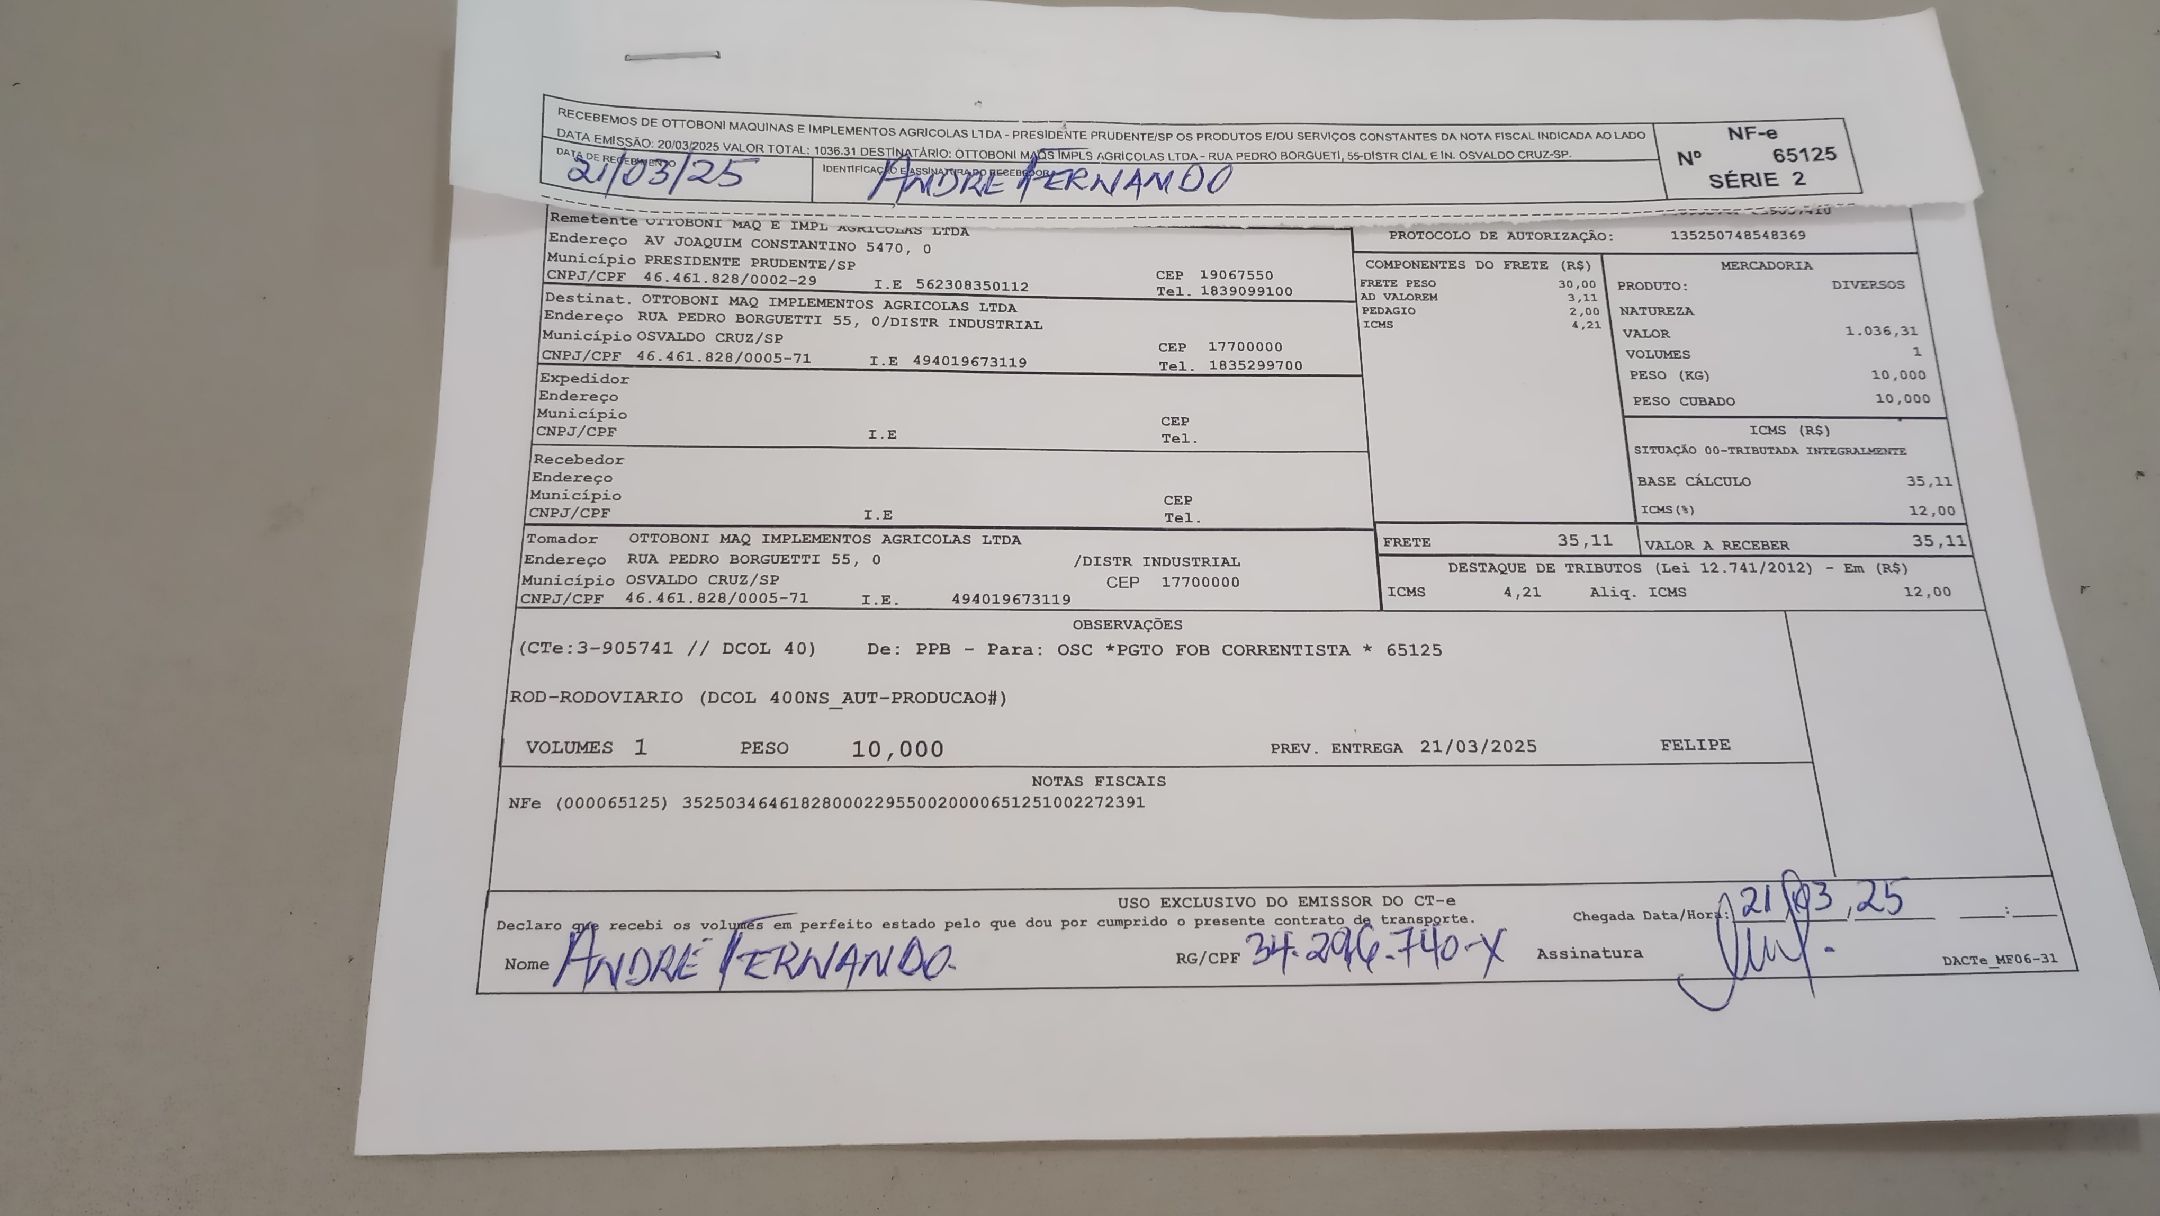 RECEBEMOS DE OTTOBONI MAQUINAS E IMPLEMENTOS AGRICOLAS LTDA - PRESIDENTE PRUDENTE/SP OS PRODUTOS E/OU SERVIÇOS CONSTANTES DA NOTA FISCAL INDICADA AO LADO
DATA EMISSÃO: 20/03/2025 VALOR TOTAL: 1036.31 DESTINATÁRIO: OTTOBONI MAQS IMPLS AGRICOLAS LTDA - RUA PEDRO BORGUETI, 55-DISTR CIAL E IN. OSVALDO CRUZ-SP.
DATA DE RECEBIMENTO IDENTIFICAÇÃO E ASSINATURA DO RECEBEDOR
21/03/25 ANDRE FERNANDO
NF-e
Nº 65125
SÉRIE 2
Remetente OTTOBONI MAQ E IMPL AGRICOLAS LTDA
Endereço AV JOAQUIM CONSTANTINO 5470, 0
Município PRESIDENTE PRUDENTE/SP CEP 19067550
CNPJ/CPF 46.461.828/0002-29 I.E 562308350112 Tel. 1839099100
Destinat. OTTOBONI MAQ IMPLEMENTOS AGRICOLAS LTDA
Endereço RUA PEDRO BORGUETTI 55, 0/DISTR INDUSTRIAL
Município OSVALDO CRUZ/SP CEP 17700000
CNPJ/CPF 46.461.828/0005-71 I.E 494019673119 Tel. 1835299700
Expedidor
Endereço
Município CEP
CNPJ/CPF I.E Tel.
Recebedor
Endereço
Município CEP
CNPJ/CPF I.E Tel.
Tomador OTTOBONI MAQ IMPLEMENTOS AGRICOLAS LTDA
Endereço RUA PEDRO BORGUETTI 55, 0 /DISTR INDUSTRIAL
Município OSVALDO CRUZ/SP CEP 17700000
CNPJ/CPF 46.461.828/0005-71 I.E. 494019673119
PROTOCOLO DE AUTORIZAÇÃO: 135250748548369
COMPONENTES DO FRETE (R$)
FRETE PESO 30,00
AD VALOREM 3,11
PEDAGIO 2,00
ICMS 4,21
MERCADORIA
PRODUTO: DIVERSOS
NATUREZA
VALOR 1.036,31
VOLUMES 1
PESO (KG) 10,000
PESO CUBADO 10,000
ICMS (R$)
SITUAÇÃO 00-TRIBUTADA INTEGRALMENTE
BASE CÁLCULO 35,11
ICMS(%) 12,00
FRETE 35,11 VALOR A RECEBER 35,11
DESTAQUE DE TRIBUTOS (Lei 12.741/2012) - Em (R$)
ICMS 4,21 Aliq. ICMS 12,00
OBSERVAÇÕES
(CTe:3-905741 // DCOL 40) De: PPB - Para: OSC *PGTO FOB CORRENTISTA * 65125
ROD-RODOVIARIO (DCOL 400NS_AUT-PRODUCAO#)
VOLUMES 1 PESO 10,000 PREV. ENTREGA 21/03/2025 FELIPE
NOTAS FISCAIS
NFe (000065125) 35250346461828000229550020000651251002272391
USO EXCLUSIVO DO EMISSOR DO CT-e
Declaro que recebi os volumes em perfeito estado pelo que dou por cumprido o presente contrato de transporte. Chegada Data/Hora: 21/03/25 __:__
Nome ANDRÉ FERNANDO. RG/CPF 34.296.740-X Assinatura
DACTe_MF06-31